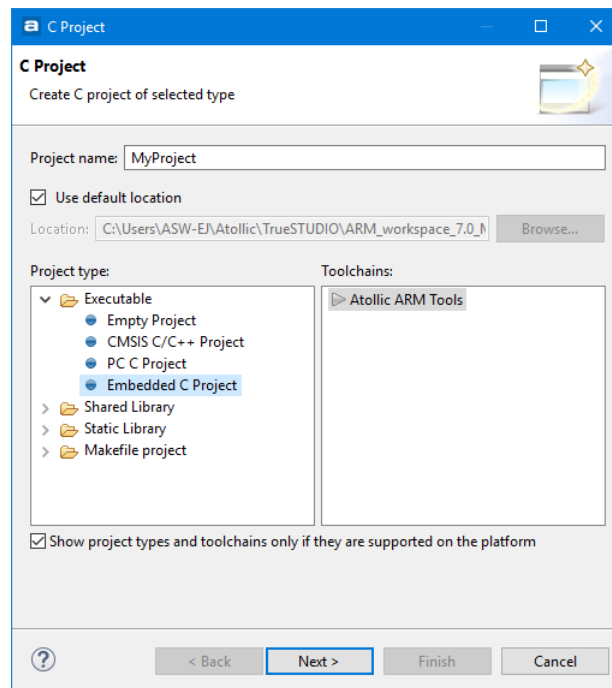 C Project
C Project
Create C project of selected type
Project name: MyProject
Use default location
Location: C:\Users\ASW-EJ\Atollic\TrueSTUDIO\ARM_workspace_7.0_M Browse...
Project type: Toolchains:
Executable Atollic ARM Tools
Empty Project
CMSIS C/C++ Project
PC C Project
Embedded C Project
Shared Library
Static Library
Makefile project
Show project types and toolchains only if they are supported on the platform
? < Back Next > Finish Cancel